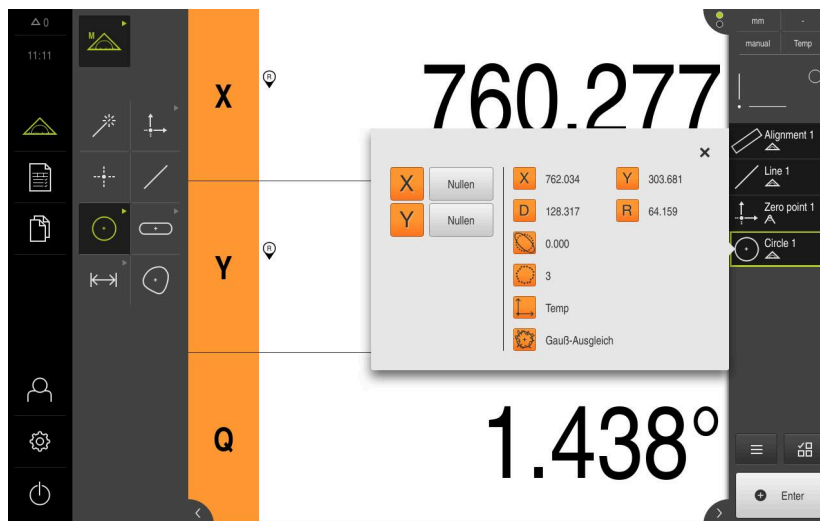 0
11:11
M
X
R
760.277
mm
-
manual
Temp
Alignment 1
Line 1
Zero point 1
Circle 1
X Nullen
Y Nullen
X 762.034 Y 303.681
D 128.317 R 64.159
0.000
3
Temp
Gauß-Ausgleich
Y
R
Q
1.438°
Enter